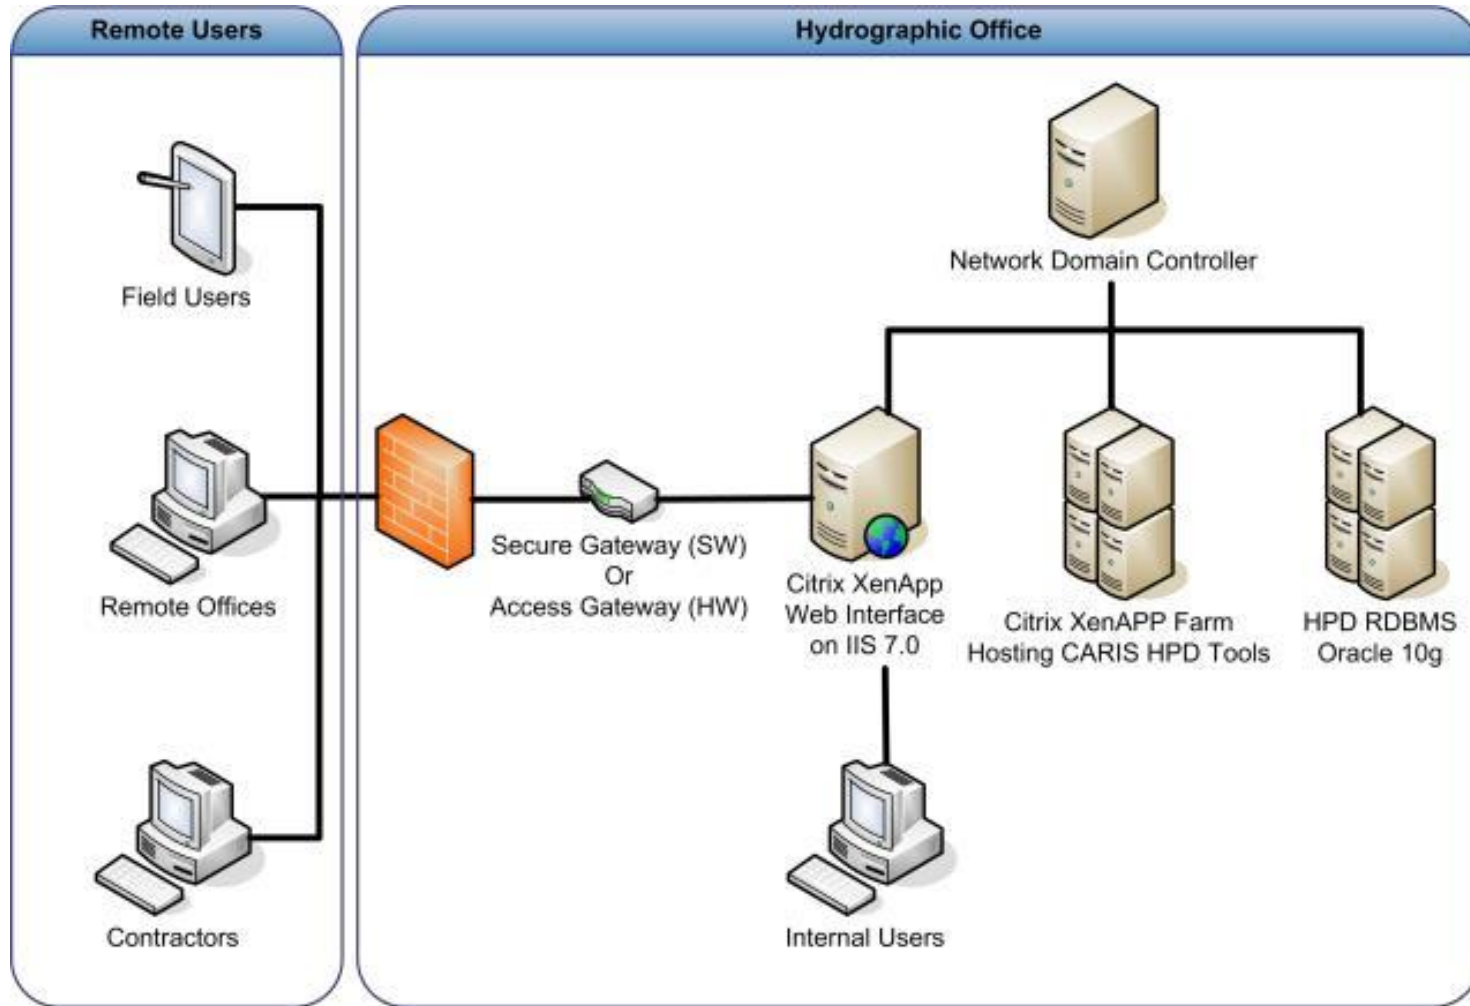 Remote Users
Hydrographic Office
Field Users
Network Domain Controller
Remote Offices
Secure Gateway (SW)
Or
Access Gateway (HW)
Citrix XenApp
Web Interface
on IIS 7.0
Citrix XenAPP Farm
Hosting CARIS HPD Tools
HPD RDBMS
Oracle 10g
Contractors
Internal Users